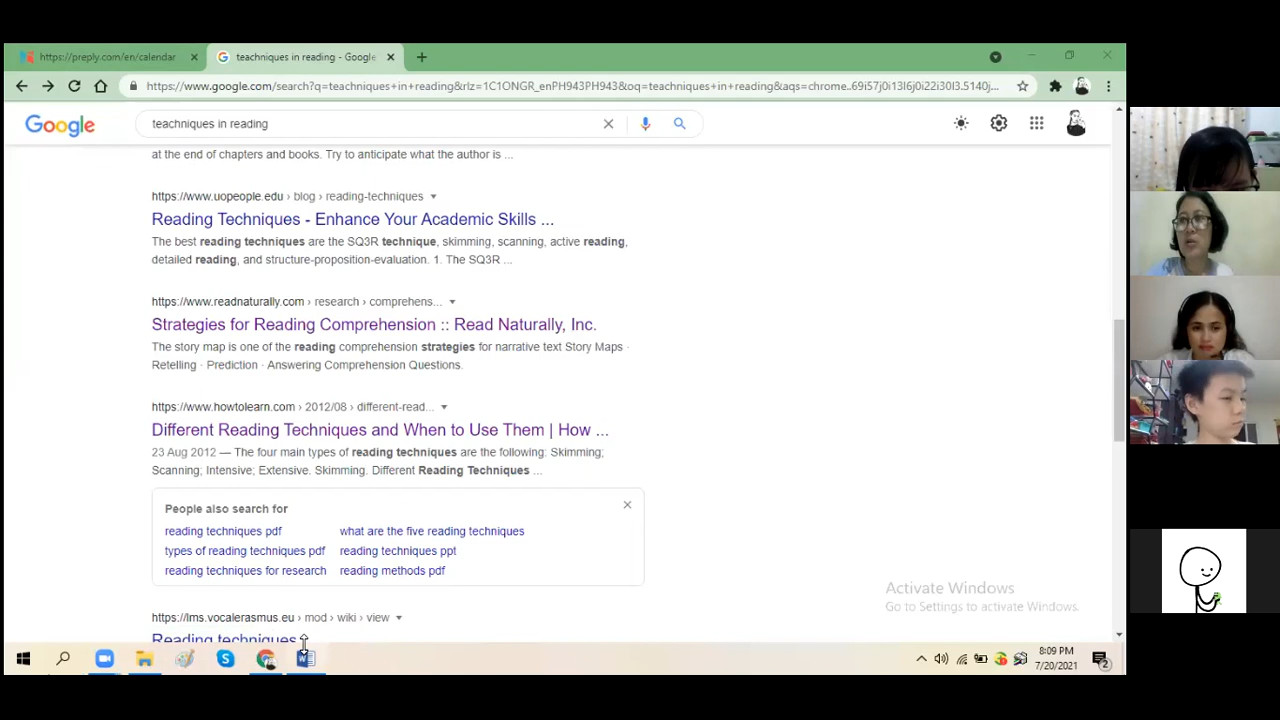 https://preply.com/en/calendar
teachniques in reading - Google
https://www.google.com/search?q=teachniques+in+reading&rlz=1C1ONGR_enPH943PH943&oq=teachniques+in+reading&aqs=chrome..69i57j0i13l6j0i22i30l3.5140j...
Google
teachniques in reading
at the end of chapters and books. Try to anticipate what the author is ...
https://www.uopeople.edu › blog › reading-techniques
Reading Techniques - Enhance Your Academic Skills ...
The best reading techniques are the SQ3R technique, skimming, scanning, active reading,
detailed reading, and structure-proposition-evaluation. 1. The SQ3R ...
https://www.readnaturally.com › research › comprehens...
Strategies for Reading Comprehension :: Read Naturally, Inc.
The story map is one of the reading comprehension strategies for narrative text Story Maps ·
Retelling · Prediction · Answering Comprehension Questions.
https://www.howtolearn.com › 2012/08 › different-read...
Different Reading Techniques and When to Use Them | How ...
23 Aug 2012 — The four main types of reading techniques are the following: Skimming;
Scanning; Intensive; Extensive. Skimming. Different Reading Techniques ...
People also search for
reading techniques pdf
what are the five reading techniques
types of reading techniques pdf
reading techniques ppt
reading techniques for research
reading methods pdf
Activate Windows
Go to Settings to activate Windows.
https://lms.vocalerasmus.eu › mod › wiki › view
Reading techniques
8:09 PM
7/20/2021
2